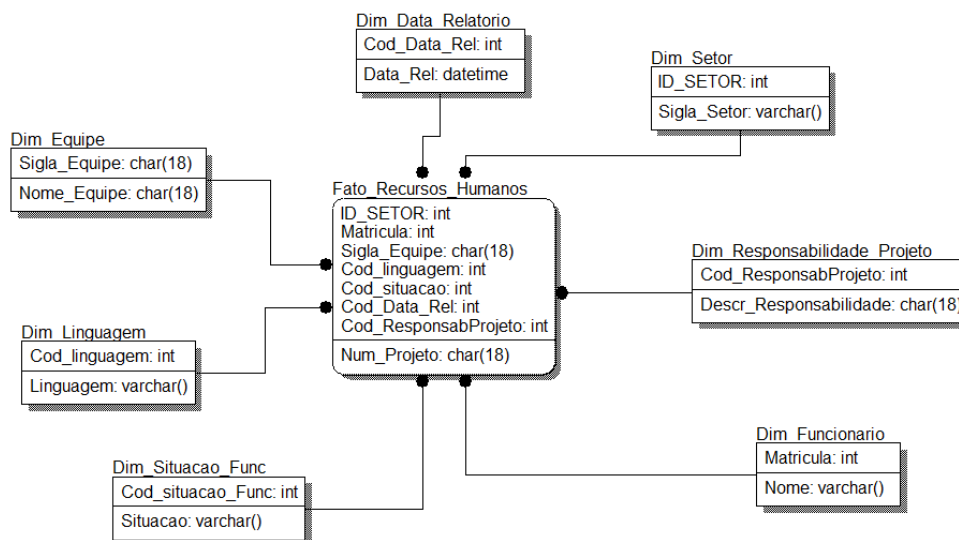 Dim_Data_Relatorio
Cod_Data_Rel: int
Data_Rel: datetime
Dim_Setor
ID_SETOR: int
Sigla_Setor: varchar()
Dim_Equipe
Sigla_Equipe: char(18)
Nome_Equipe: char(18)
Fato_Recursos_Humanos
ID_SETOR: int
Matricula: int
Sigla_Equipe: char(18)
Cod_linguagem: int
Cod_situacao: int
Cod_Data_Rel: int
Cod_ResponsabProjeto: int
Num_Projeto: char(18)
Dim_Responsabilidade_Projeto
Cod_ResponsabProjeto: int
Descr_Responsabilidade: char(18)
Dim_Linguagem
Cod_linguagem: int
Linguagem: varchar()
Dim_Situacao_Func
Cod_situacao_Func: int
Situacao: varchar()
Dim_Funcionario
Matricula: int
Nome: varchar()